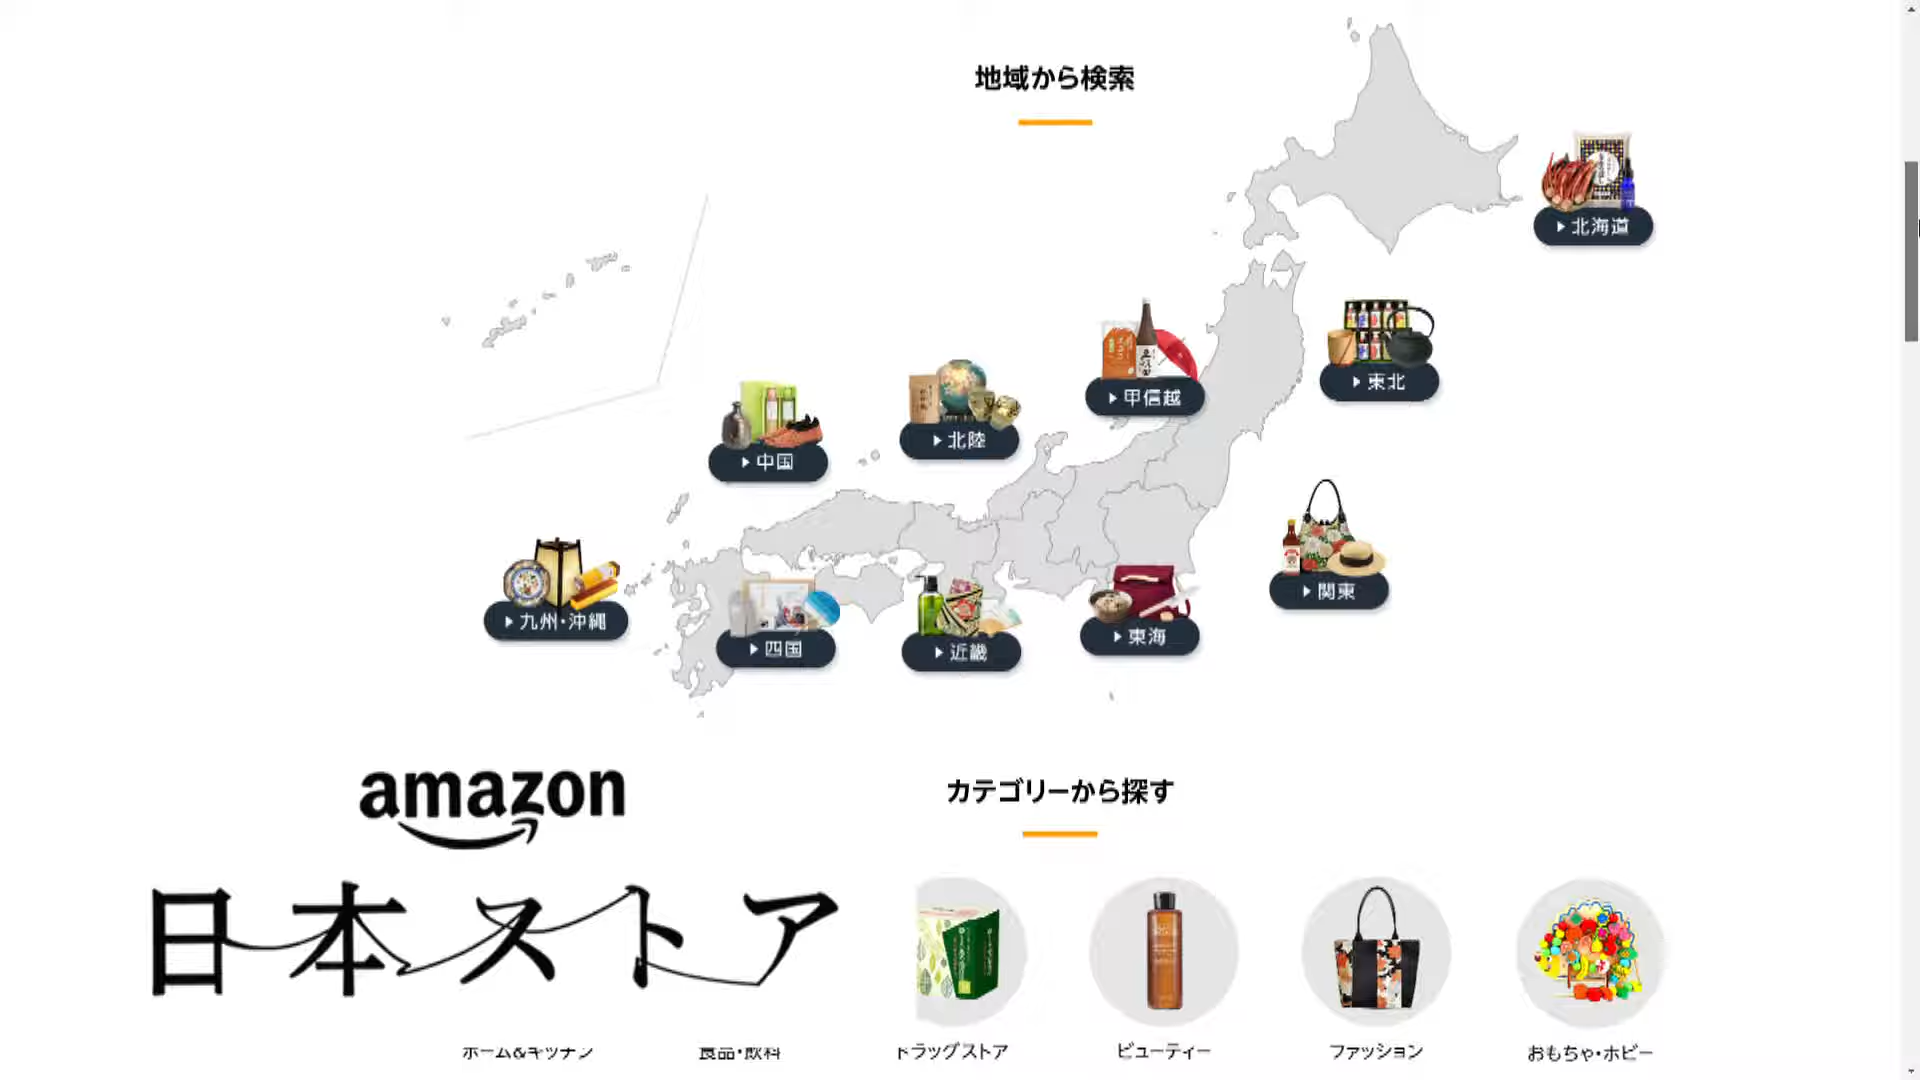 地域から検索
北海道
東北
甲信越
北陸
中国
関東
九州・沖縄
東海
四国
近畿
amazon
日本ストア
カテゴリーから探す
ホーム&キッチン
食品・飲料
ドラッグストア
ビューティー
ファッション
おもちゃ・ホビー